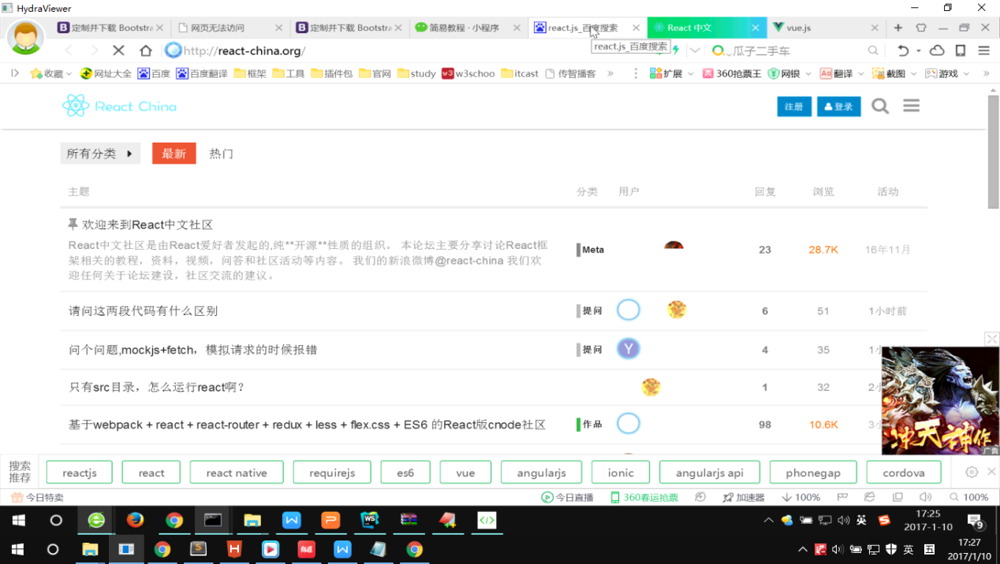 HydraViewer
定制并下载 Bootstra
网页无法访问
定制并下载 Bootstra
简易教程 · 小程序
react.js_百度搜索
React 中文
vue.js
http://react-china.org/
react.js_百度搜索
瓜子二手车
收藏
网址大全
百度
百度翻译
框架
工具
插件包
官网
study
w3 w3schoo
itcast
传智播客
扩展
360抢票王
网银
Aa 翻译
截图
游戏
React China
注册
登录
所有分类
最新
热门
主题 分类 用户 回复 浏览 活动
欢迎来到React中文社区
React中文社区是由React爱好者发起的,纯**开源**性质的组织。 本论坛主要分享讨论React框
架相关的教程，资料，视频，问答和社区活动等内容。 我们的新浪微博@react-china 我们欢
迎任何关于论坛建设，社区交流的建议。
Meta 23 28.7K 16年11月
请问这两段代码有什么区别 提问 6 51 1小时前
问个问题,mockjs+fetch，模拟请求的时候报错 提问 Y 4 35
只有src目录，怎么运行react啊? 1 32
基于webpack + react + react-router + redux + less + flex.css + ES6 的React版cnode社区 作品 98 10.6K
冲天神作
广告
搜索
推荐
reactjs
react
react native
requirejs
es6
vue
angularjs
ionic
angularjs api
phonegap
cordova
今日特卖
今日直播
360春运抢票
加速器
100%
100%
英
17:25
2017-1-10
9
英
五
17:27
2017/1/10